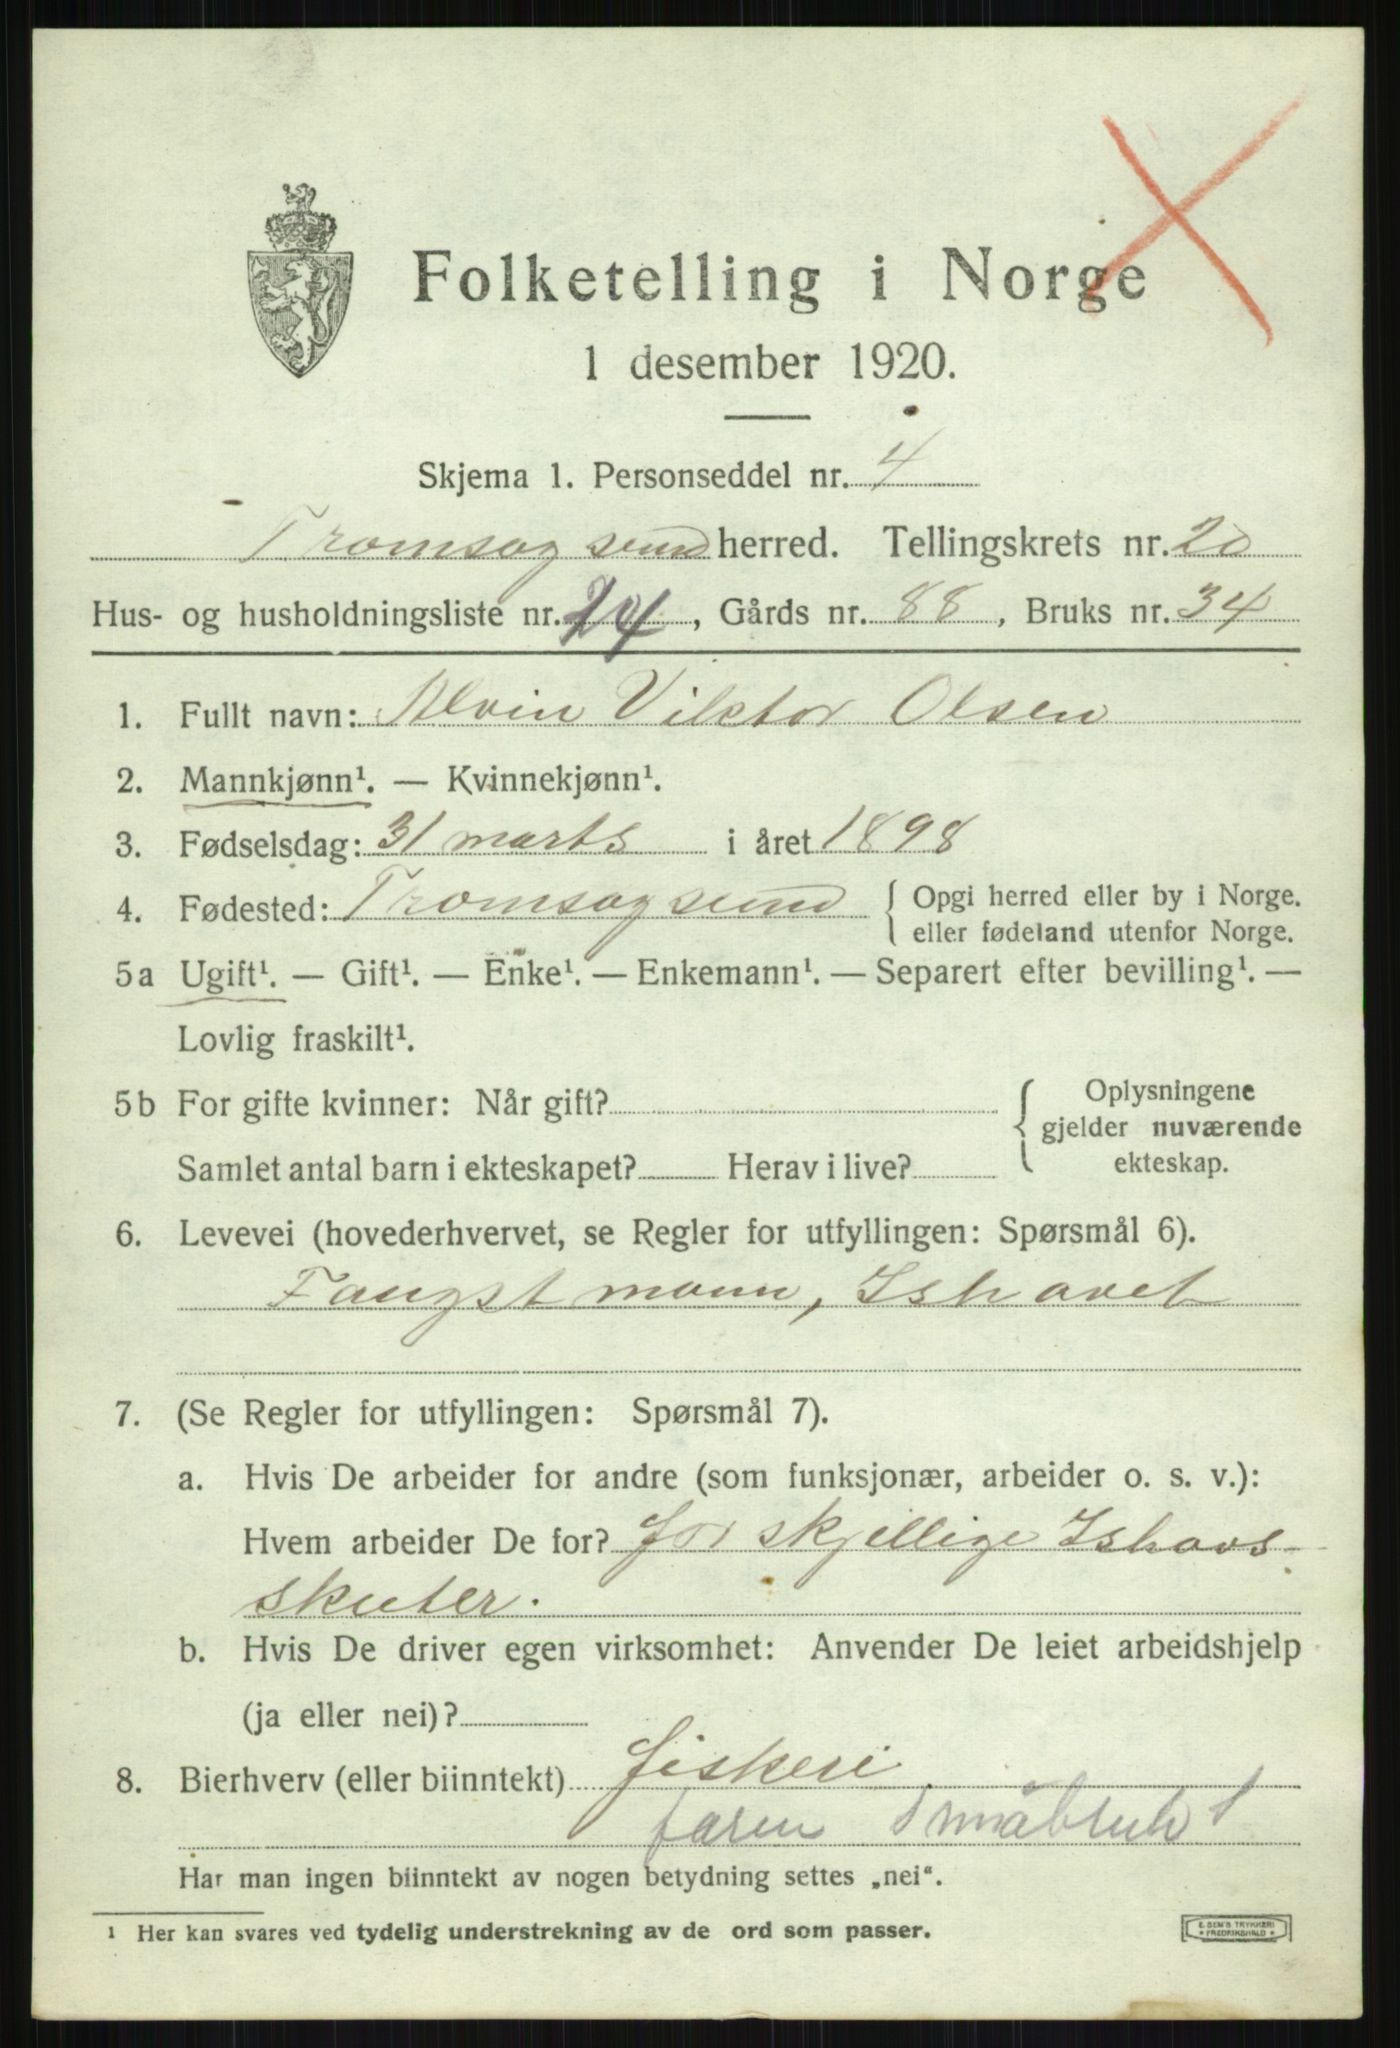 Folketelling i Norge
1 desember 1920.
Skjema 1. Personseddel nr. 4
Tromsøysund herred. Tellingskrets nr. 20
Hus- og husholdningsliste nr. 24, Gårds nr. 88, Bruks nr. 34
1. Fullt navn: Alvin Viktor Olsen
2. Mannkjønn¹. — Kvinnekjønn¹.
3. Fødselsdag: 31 marts i året 1898
4. Fødested: Tromsøysund { Opgi herred eller by i Norge.
eller fødeland utenfor Norge.
5a Ugift¹. — Gift¹. — Enke¹. — Enkemann¹. — Separert efter bevilling¹. —
Lovlig fraskilt¹.
5b For gifte kvinner: Når gift? { Oplysningene
gjelder nuværende
Samlet antal barn i ekteskapet? Herav i live? ekteskap.
6. Levevei (hovederhvervet, se Regler for utfyllingen: Spørsmål 6).
Fangstmann, Ishavet
7. (Se Regler for utfyllingen: Spørsmål 7).
a. Hvis De arbeider for andre (som funksjonær, arbeider o. s. v.):
Hvem arbeider De for? forskjellige Ishavs-
skuter.
b. Hvis De driver egen virksomhet: Anvender De leiet arbeidshjelp
(ja eller nei)?
8. Bierhverv (eller biinntekt) fiskeri
faren småbruk
Har man ingen biinntekt av nogen betydning settes „nei“.
1 Her kan svares ved tydelig understrekning av de ord som passer.
E. SEM'S TRYKKERI
FREDRIKSHALD